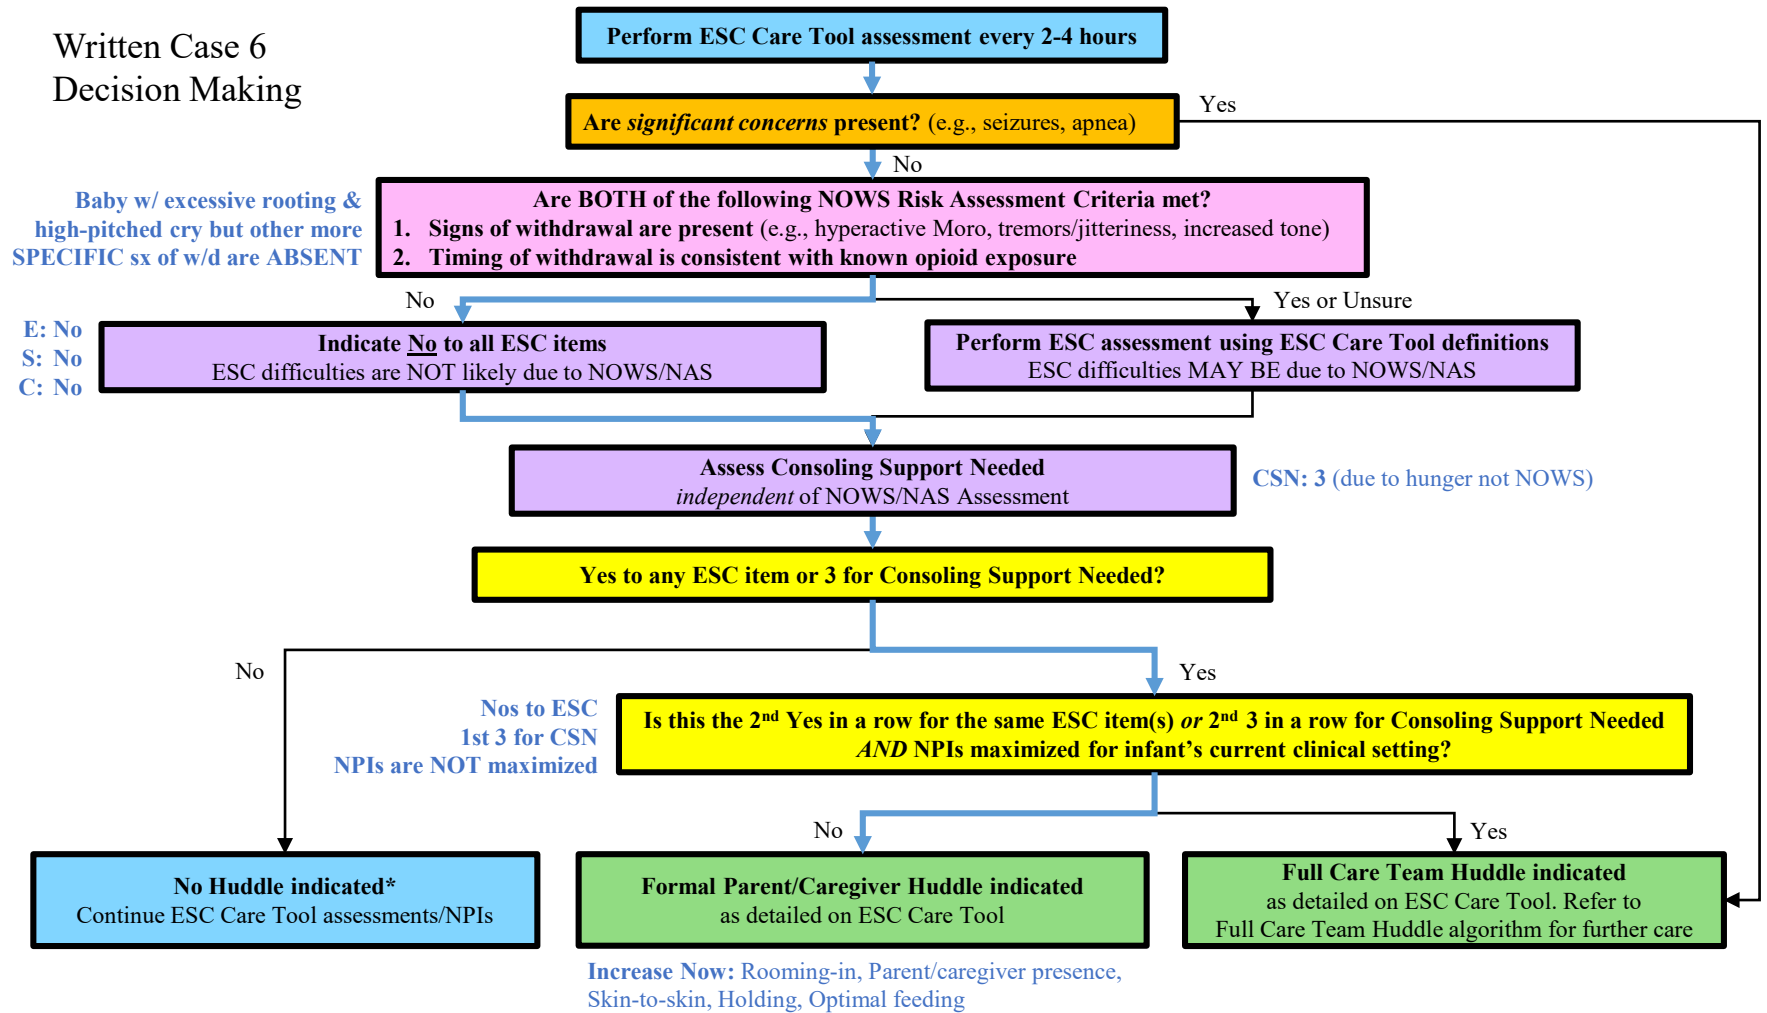 Written Case 6
Decision Making
Perform ESC Care Tool assessment every 2-4 hours
Are significant concerns present? (e.g., seizures, apnea)
Yes
No
Baby w/ excessive rooting &
high-pitched cry but other more
SPECIFIC sx of w/d are ABSENT
Are BOTH of the following NOWS Risk Assessment Criteria met?
1. Signs of withdrawal are present (e.g., hyperactive Moro, tremors/jitteriness, increased tone)
2. Timing of withdrawal is consistent with known opioid exposure
No
Yes or Unsure
E: No
S: No
C: No
Indicate No to all ESC items
ESC difficulties are NOT likely due to NOWS/NAS
Perform ESC assessment using ESC Care Tool definitions
ESC difficulties MAY BE due to NOWS/NAS
Assess Consoling Support Needed
independent of NOWS/NAS Assessment
CSN: 3 (due to hunger not NOWS)
Yes to any ESC item or 3 for Consoling Support Needed?
No
Yes
Nos to ESC
1st 3 for CSN
NPIs are NOT maximized
Is this the 2nd Yes in a row for the same ESC item(s) or 2nd 3 in a row for Consoling Support Needed
AND NPIs maximized for infant's current clinical setting?
No
Yes
No Huddle indicated*
Continue ESC Care Tool assessments/NPIs
Formal Parent/Caregiver Huddle indicated
as detailed on ESC Care Tool
Full Care Team Huddle indicated
as detailed on ESC Care Tool. Refer to
Full Care Team Huddle algorithm for further care
Increase Now: Rooming-in, Parent/caregiver presence,
Skin-to-skin, Holding, Optimal feeding